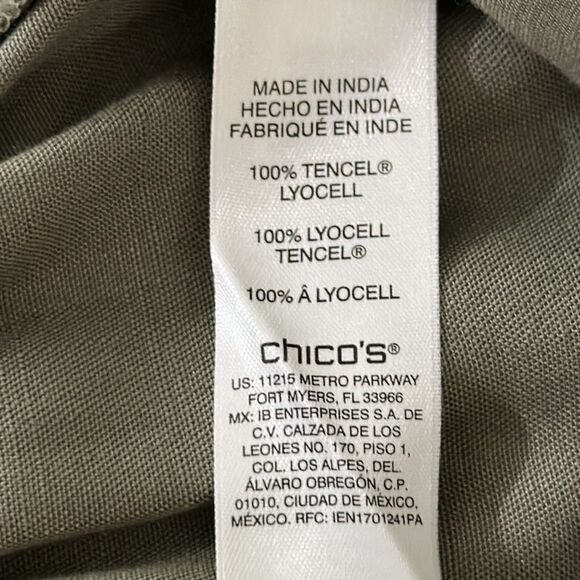 MADE IN INDIA
HECHO EN INDIA
FABRIQUÉ EN INDE
100% TENCEL®
LYOCELL
100% LYOCELL
TENCEL®
100% Â LYOCELL
chico's®
US: 11215 METRO PARKWAY
FORT MYERS, FL 33966
MX: IB ENTERPRISES S.A. DE
C.V. CALZADA DE LOS
LEONES NO. 170, PISO 1,
COL. LOS ALPES, DEL.
ÁLVARO OBREGÓN, C.P.
01010, CIUDAD DE MÉXICO,
MÉXICO. RFC: IEN1701241PA